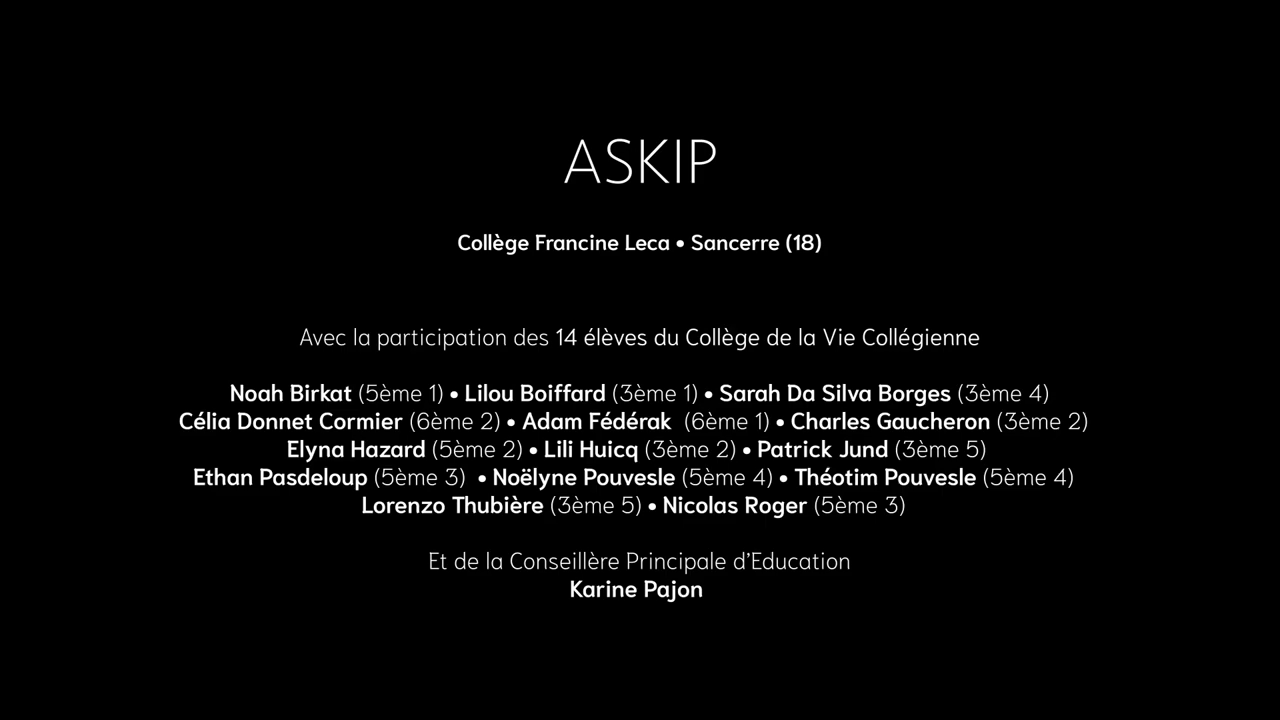 ASKIP
Collège Francine Leca • Sancerre (18)
Avec la participation des 14 élèves du Collège de la Vie Collégienne
Noah Birkat (5ème 1) • Lilou Boiffard (3ème 1) • Sarah Da Silva Borges (3ème 4)
Célia Donnet Cormier (6ème 2) • Adam Fédérak (6ème 1) • Charles Gaucheron (3ème 2)
Elyna Hazard (5ème 2) • Lili Huicq (3ème 2) • Patrick Jund (3ème 5)
Ethan Pasdeloup (5ème 3) • Noëlyne Pouvesle (5ème 4) • Théotim Pouvesle (5ème 4)
Lorenzo Thubière (3ème 5) • Nicolas Roger (5ème 3)
Et de la Conseillère Principale d’Education
Karine Pajon